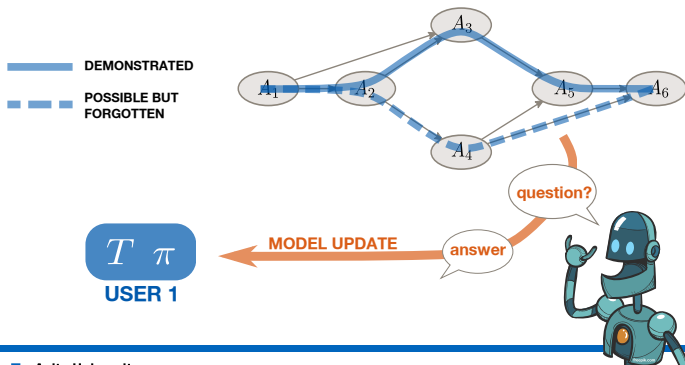 DEMONSTRATED
POSSIBLE BUT
FORGOTTEN
A3
A1
A2
A5
A6
A4
question?
answer
MODEL UPDATE
T π
USER 1